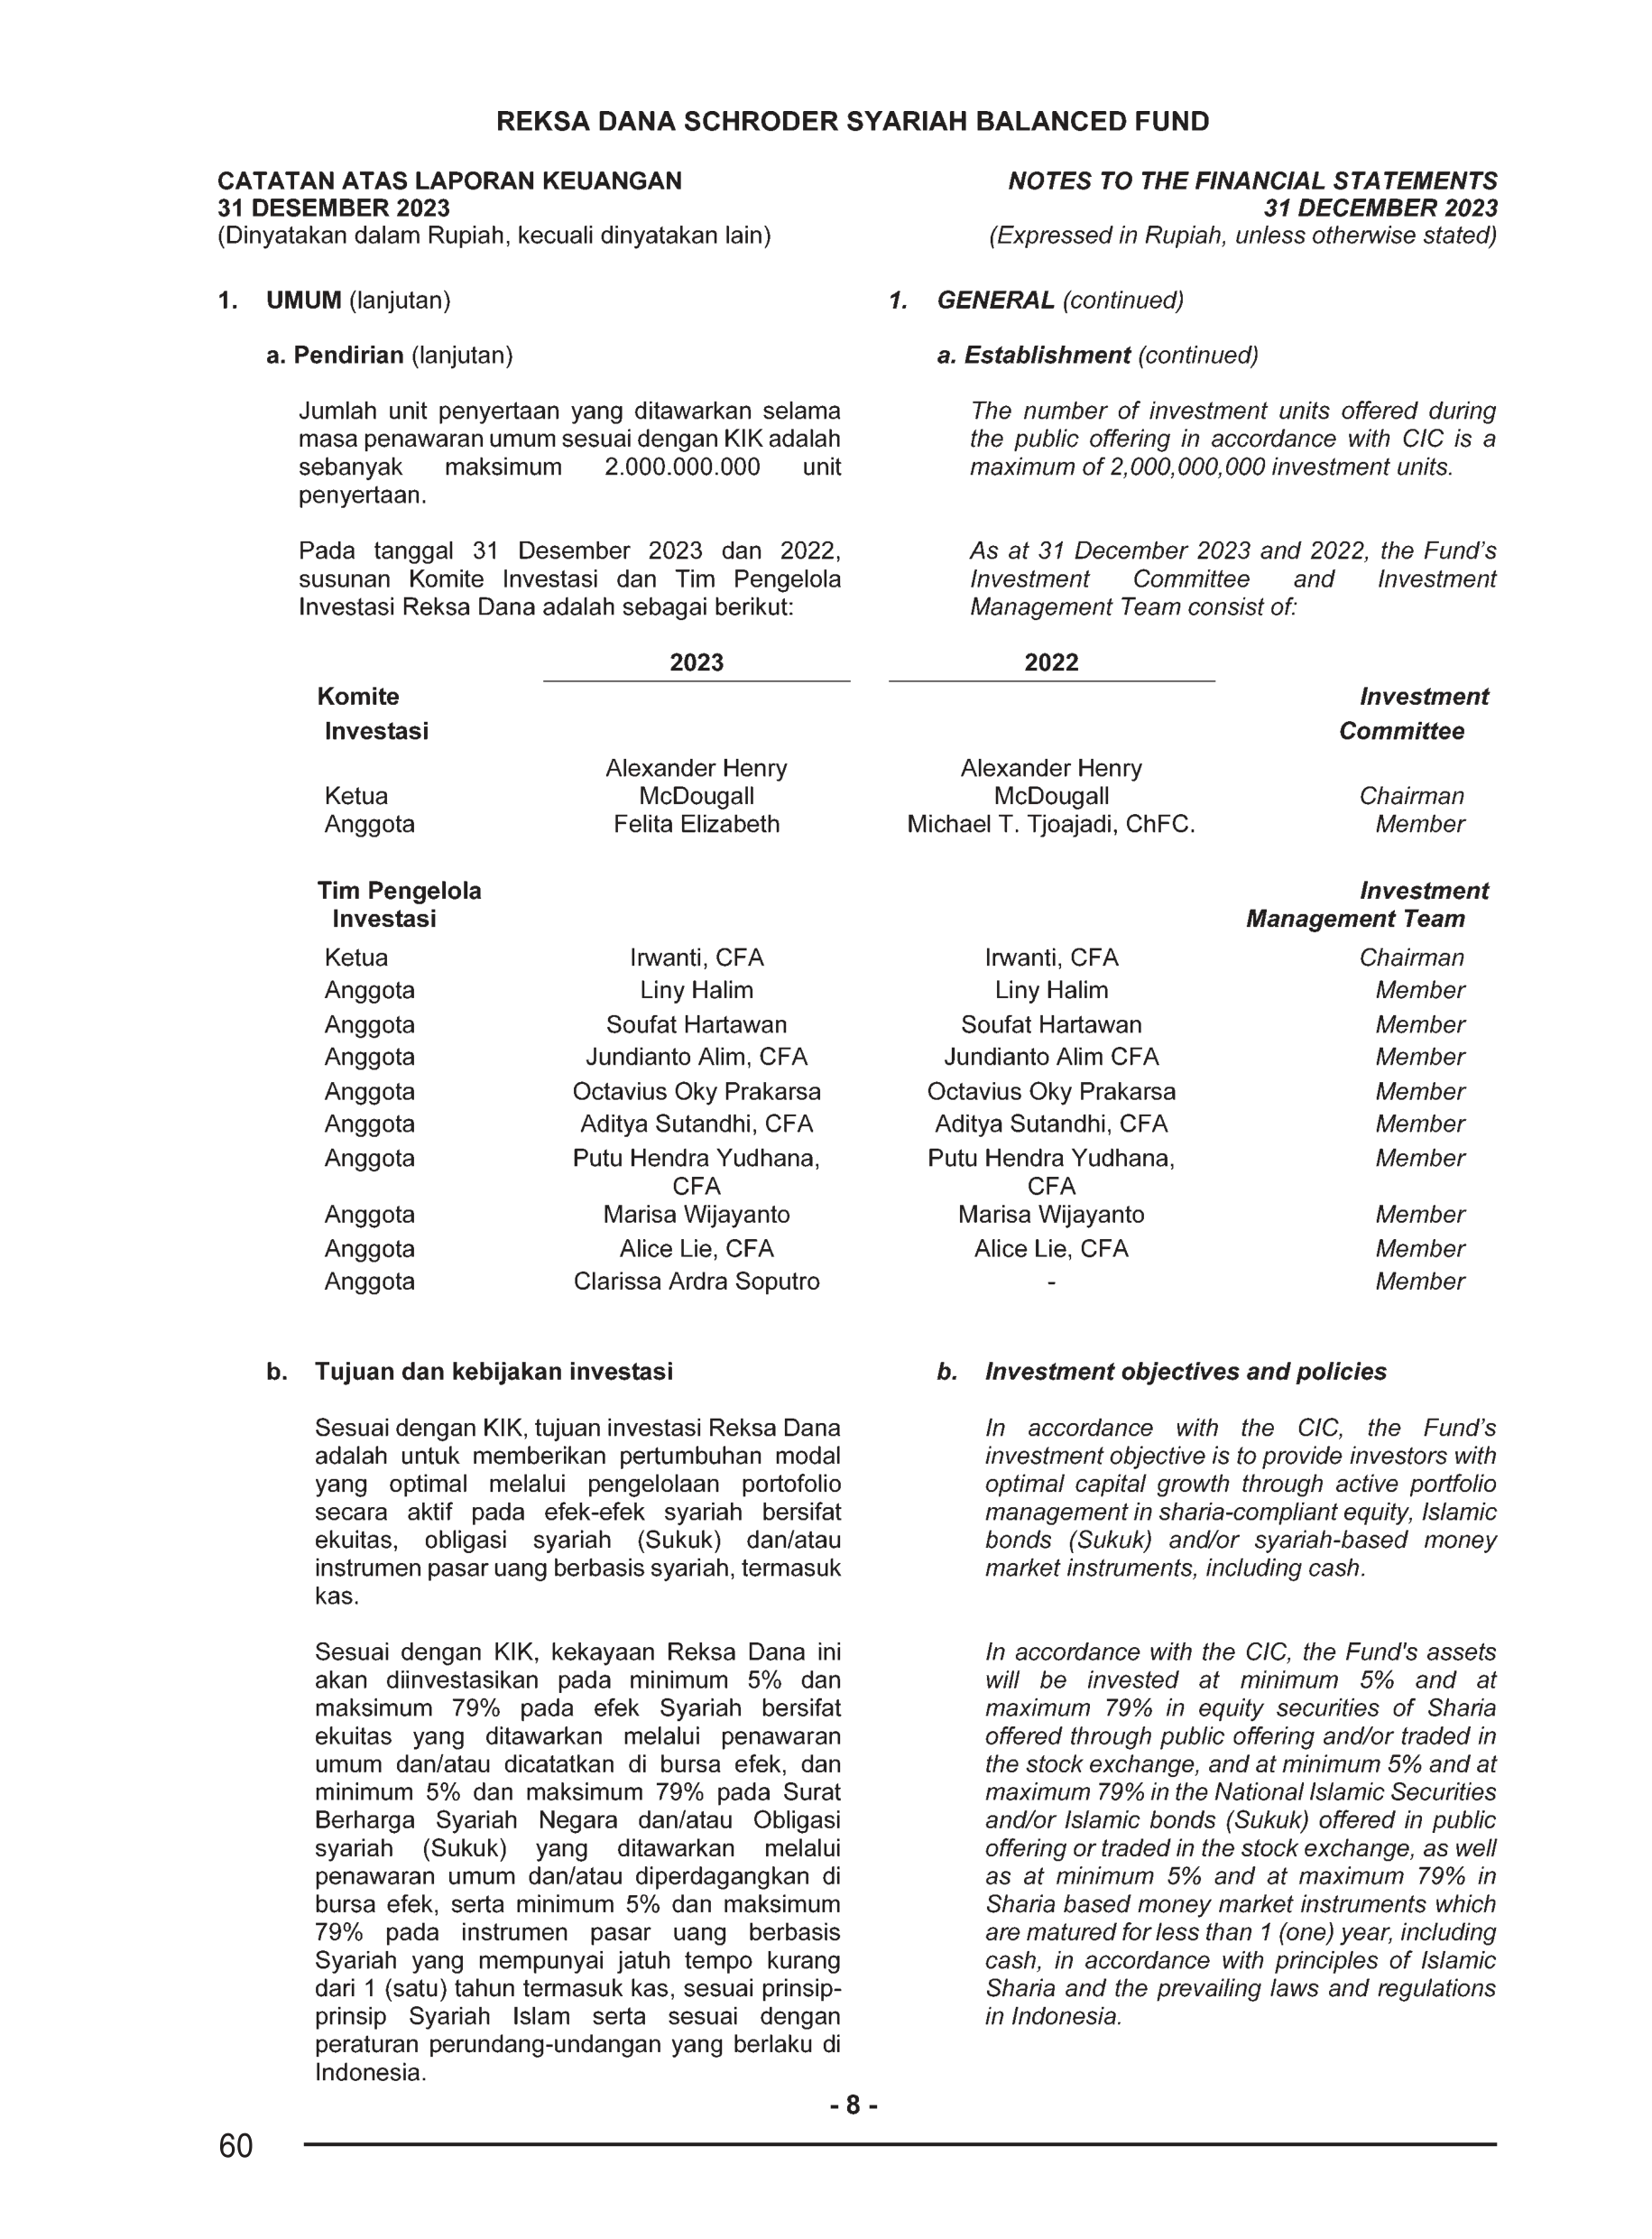 REKSA DANA SCHRODER SYARIAH BALANCED FUND
CATATAN ATAS LAPORAN KEUANGAN
31 DESEMBER 2023
(Dinyatakan dalam Rupiah, kecuali dinyatakan lain)
NOTES TO THE FINANCIAL STATEMENTS
31 DECEMBER 2023
(Expressed in Rupiah, unless otherwise stated)
1. UMUM (lanjutan)
1. GENERAL (continued)
a. Pendirian (lanjutan)
a. Establishment (continued)
Jumlah unit penyertaan yang ditawarkan selama
masa penawaran umum sesuai dengan KIK adalah
sebanyak maksimum 2.000.000.000 unit
penyertaan.
The number of investment units offered during
the public offering in accordance with CIC is a
maximum of 2,000,000,000 investment units.
Pada tanggal 31 Desember 2023 dan 2022,
susunan Komite Investasi dan Tim Pengelola
Investasi Reksa Dana adalah sebagai berikut:
As at 31 December 2023 and 2022, the Fund's
Investment Committee and Investment
Management Team consist of:
2023 2022
Komite Investment
Investasi Committee
Alexander Henry Alexander Henry
Ketua McDougall McDougall Chairman
Anggota Felita Elizabeth Michael T. Tjoajadi, ChFC. Member
Tim Pengelola Investment
Investasi Management Team
Ketua Irwanti, CFA Irwanti, CFA Chairman
Anggota Liny Halim Liny Halim Member
Anggota Soufat Hartawan Soufat Hartawan Member
Anggota Jundianto Alim, CFA Jundianto Alim CFA Member
Anggota Octavius Oky Prakarsa Octavius Oky Prakarsa Member
Anggota Aditya Sutandhi, CFA Aditya Sutandhi, CFA Member
Anggota Putu Hendra Yudhana, Putu Hendra Yudhana, Member
CFA CFA
Anggota Marisa Wijayanto Marisa Wijayanto Member
Anggota Alice Lie, CFA Alice Lie, CFA Member
Anggota Clarissa Ardra Soputro - Member
b. Tujuan dan kebijakan investasi
b. Investment objectives and policies
Sesuai dengan KIK, tujuan investasi Reksa Dana
adalah untuk memberikan pertumbuhan modal
yang optimal melalui pengelolaan portofolio
secara aktif pada efek-efek syariah bersifat
ekuitas, obligasi syariah (Sukuk) dan/atau
instrumen pasar uang berbasis syariah, termasuk
kas.
In accordance with the CIC, the Fund's
investment objective is to provide investors with
optimal capital growth through active portfolio
management in sharia-compliant equity, Islamic
bonds (Sukuk) and/or syariah-based money
market instruments, including cash.
Sesuai dengan KIK, kekayaan Reksa Dana ini
akan diinvestasikan pada minimum 5% dan
maksimum 79% pada efek Syariah bersifat
ekuitas yang ditawarkan melalui penawaran
umum dan/atau dicatatkan di bursa efek, dan
minimum 5% dan maksimum 79% pada Surat
Berharga Syariah Negara dan/atau Obligasi
syariah (Sukuk) yang ditawarkan melalui
penawaran umum dan/atau diperdagangkan di
bursa efek, serta minimum 5% dan maksimum
79% pada instrumen pasar uang berbasis
Syariah yang mempunyai jatuh tempo kurang
dari 1 (satu) tahun termasuk kas, sesuai prinsip-
prinsip Syariah Islam serta sesuai dengan
peraturan perundang-undangan yang berlaku di
Indonesia.
In accordance with the CIC, the Fund's assets
will be invested at minimum 5% and at
maximum 79% in equity securities of Sharia
offered through public offering and/or traded in
the stock exchange, and at minimum 5% and at
maximum 79% in the National Islamic Securities
and/or Islamic bonds (Sukuk) offered in public
offering or traded in the stock exchange, as well
as at minimum 5% and at maximum 79% in
Sharia based money market instruments which
are matured for less than 1 (one) year, including
cash, in accordance with principles of Islamic
Sharia and the prevailing laws and regulations
in Indonesia.
- 8 -
60